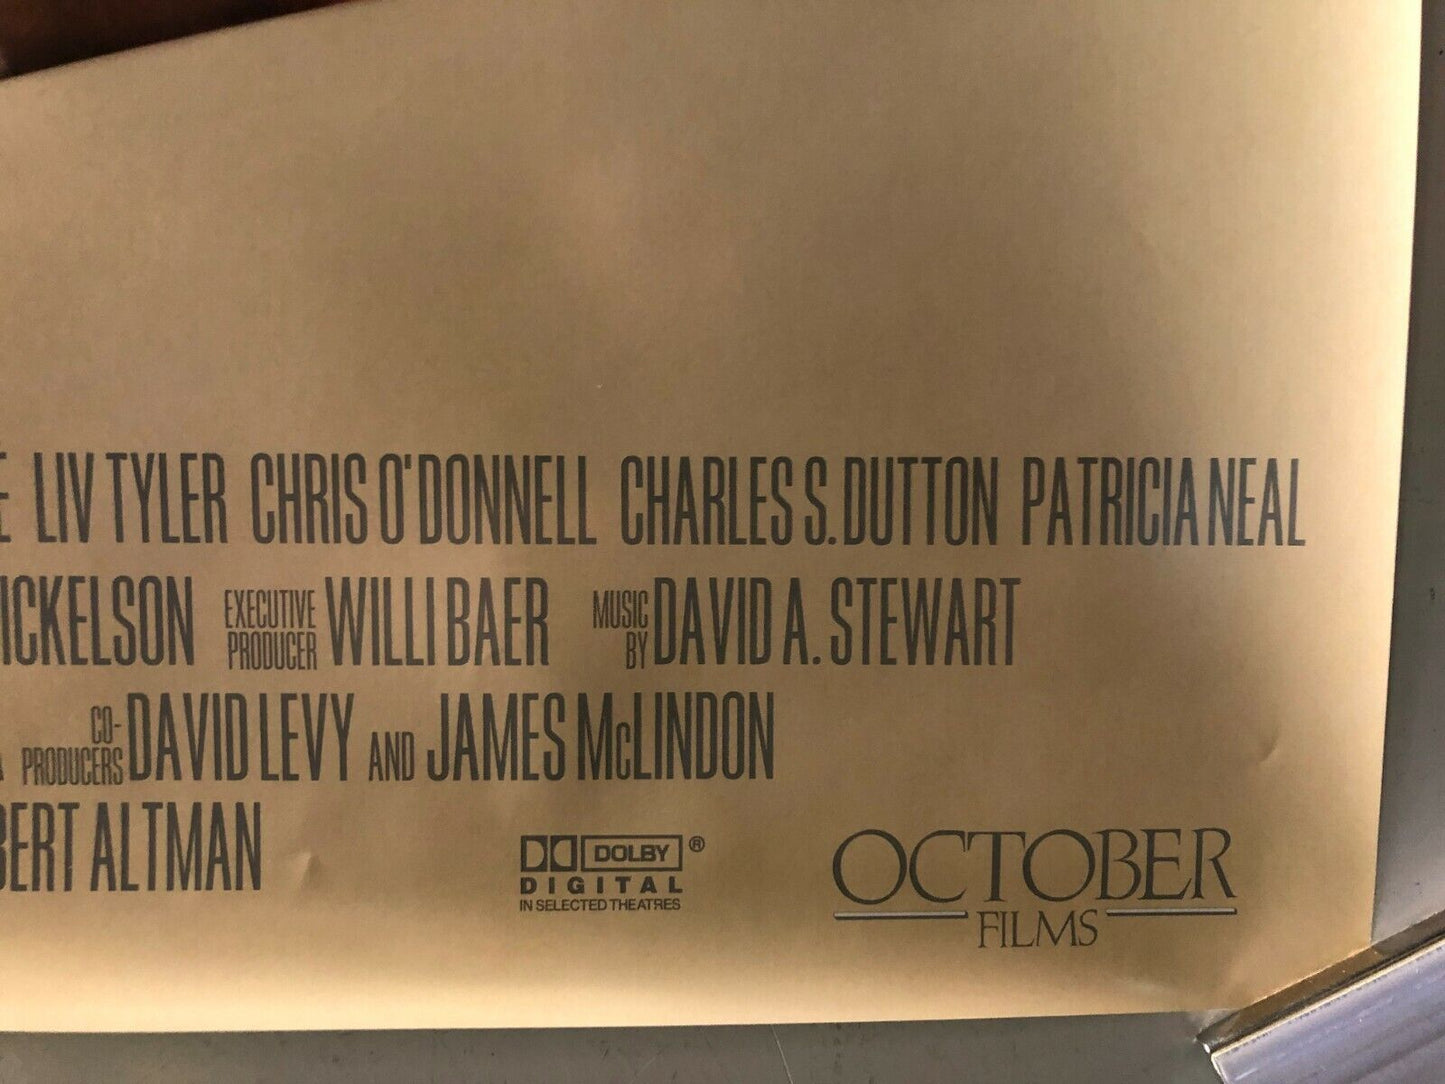 E LIV TYLER CHRIS O'DONNELL CHARLES S. DUTTON PATRICIA NEAL
ICKELSON EXECUTIVE PRODUCER WILLI BAER MUSIC BY DAVID A. STEWART
CO-PRODUCERS DAVID LEVY AND JAMES McLINDON
BERT ALTMAN
DOLBY ®
DIGITAL
IN SELECTED THEATRES
OCTOBER
FILMS